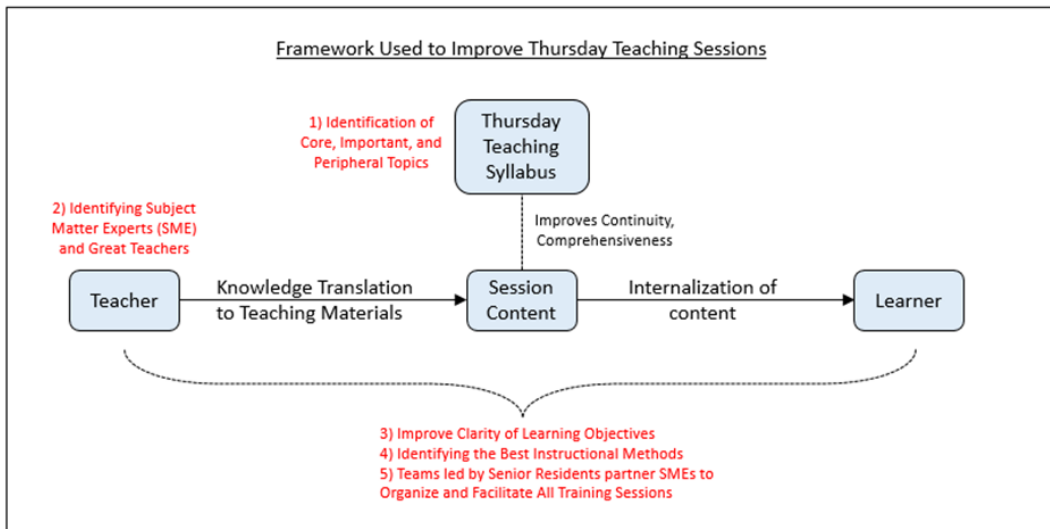 Framework Used to Improve Thursday Teaching Sessions
1) Identification of
Core, Important, and
Peripheral Topics
Thursday
Teaching
Syllabus
2) Identifying Subject
Matter Experts (SME)
and Great Teachers
Improves Continuity,
Comprehensiveness
Teacher
Knowledge Translation
to Teaching Materials
Session
Content
Internalization of
content
Learner
3) Improve Clarity of Learning Objectives
4) Identifying the Best Instructional Methods
5) Teams led by Senior Residents partner SMEs to
Organize and Facilitate All Training Sessions